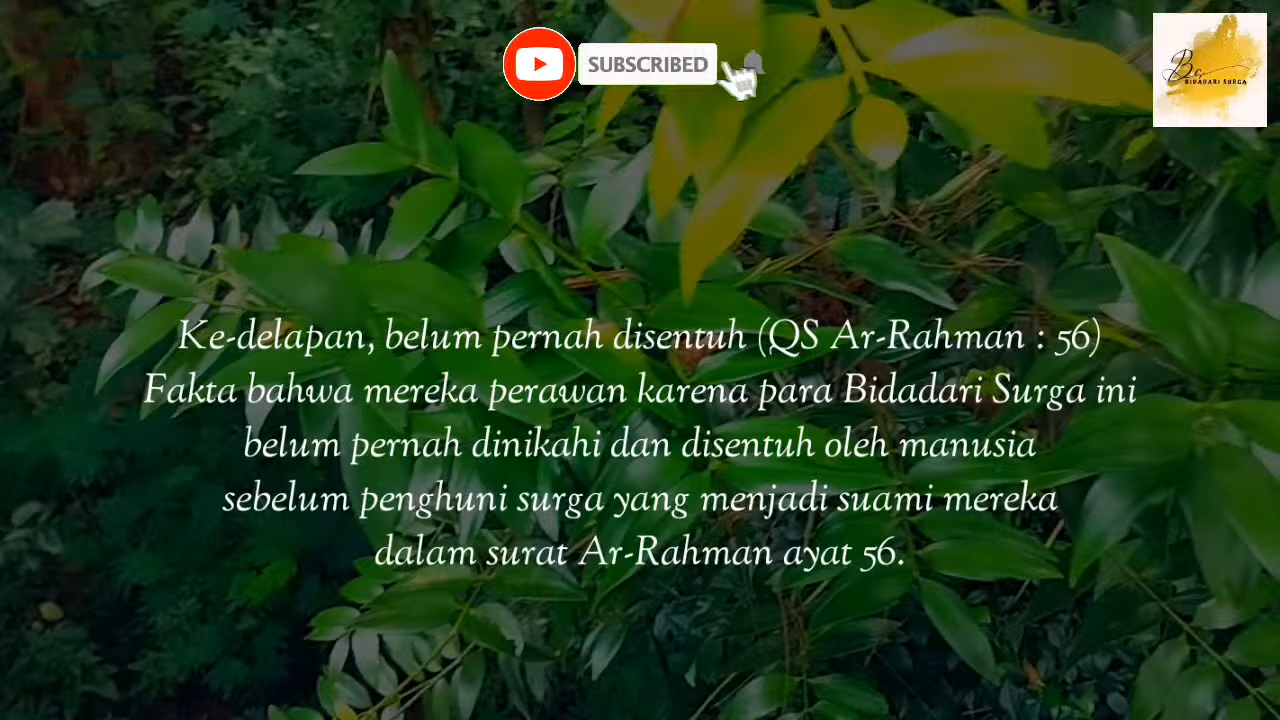 SUBSCRIBED
Bs
BIDADARI SURGA
Ke-delapan, belum pernah disentuh (QS Ar-Rahman : 56)
Fakta bahwa mereka perawan karena para Bidadari Surga ini
belum pernah dinikahi dan disentuh oleh manusia
sebelum penghuni surga yang menjadi suami mereka
dalam surat Ar-Rahman ayat 56.